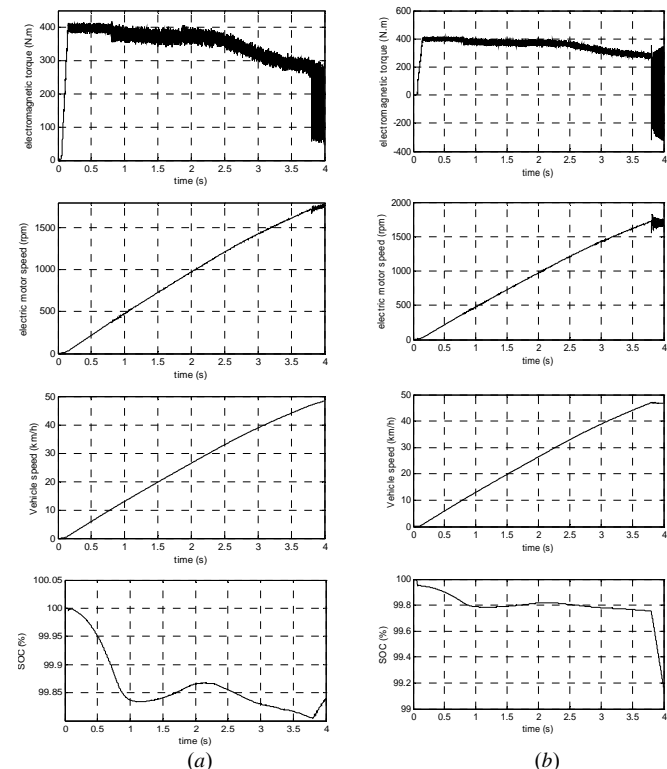 electromagnetic torque (N.m)
400
300
200
100
0
0 0.5 1 1.5 2 2.5 3 3.5 4
time (s)
electric motor speed (rpm)
1500
1000
500
0
0 0.5 1 1.5 2 2.5 3 3.5 4
time (s)
Vehicle speed (km/h)
50
40
30
20
10
0
0 0.5 1 1.5 2 2.5 3 3.5 4
time (s)
SOC (%)
100.05
100
99.95
99.9
99.85
0 0.5 1 1.5 2 2.5 3 3.5 4
time (s)
(a)
electromagnetic torque (N.m)
600
400
200
0
-200
-400
0 0.5 1 1.5 2 2.5 3 3.5 4
time (s)
electric motor speed (rpm)
2000
1500
1000
500
0
0 0.5 1 1.5 2 2.5 3 3.5 4
time (s)
Vehicle speed (km/h)
50
40
30
20
10
0
0 0.5 1 1.5 2 2.5 3 3.5 4
time (s)
SOC (%)
100
99.8
99.6
99.4
99.2
99
0 0.5 1 1.5 2 2.5 3 3.5 4
time (s)
(b)